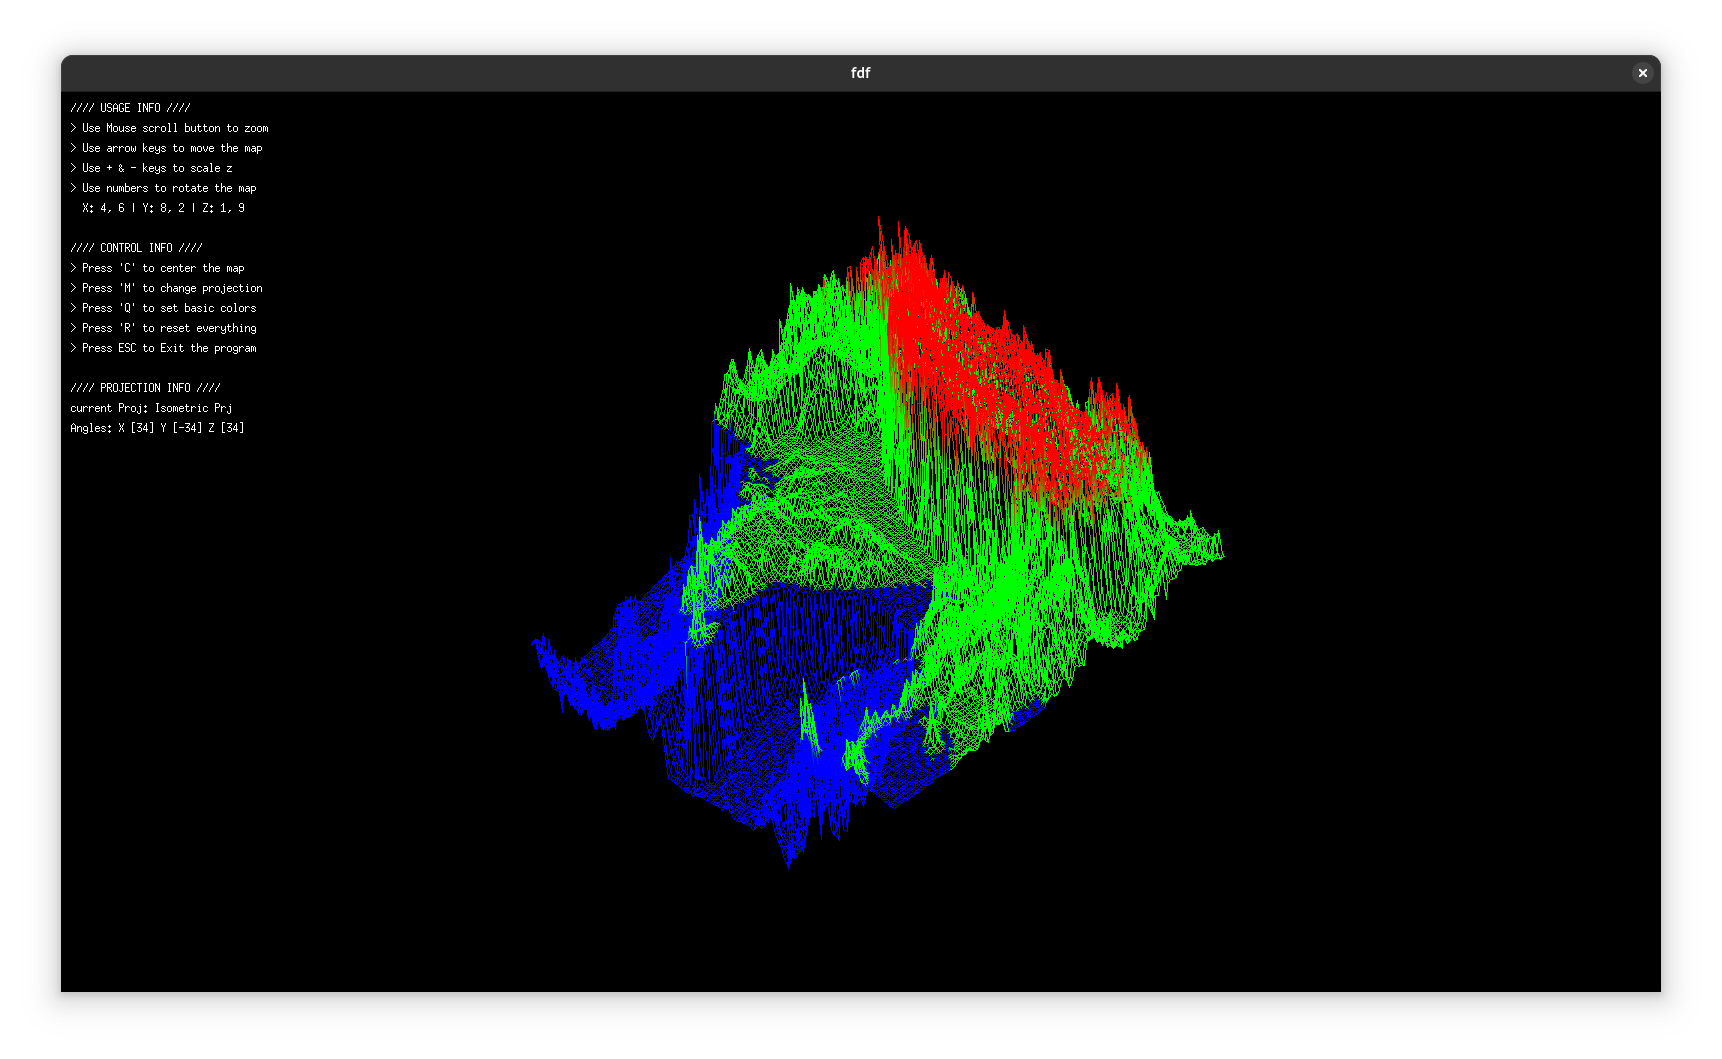 fdf
//// USAGE INFO ////
> Use Mouse scroll button to zoom
> Use arrow keys to move the map
> Use + & - keys to scale z
> Use numbers to rotate the map
X: 4, 6 | Y: 8, 2 | Z: 1, 9
//// CONTROL INFO ////
> Press 'C' to center the map
> Press 'M' to change projection
> Press 'Q' to set basic colors
> Press 'R' to reset everything
> Press ESC to Exit the program
//// PROJECTION INFO ////
current Proj: Isometric Prj
Angles: X [34] Y [-34] Z [34]